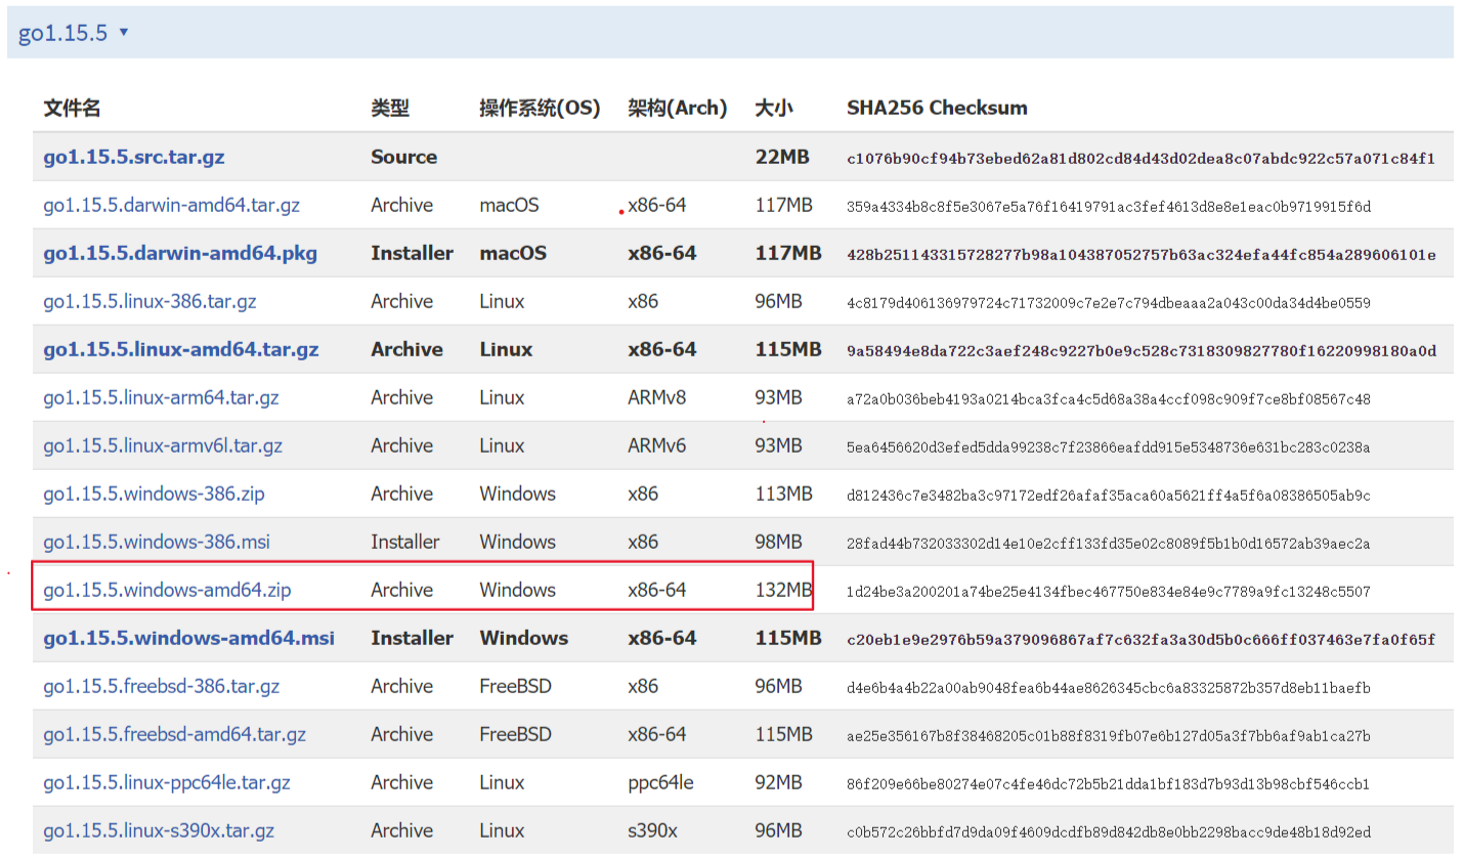 go1.15.5 ▾
文件名 类型 操作系统(OS) 架构(Arch) 大小 SHA256 Checksum
go1.15.5.src.tar.gz Source 22MB c1076b90cf94b73ebed62a81d802cd84d43d02dea8c07abdc922c57a071c84f1
go1.15.5.darwin-amd64.tar.gz Archive macOS x86-64 117MB 359a4334b8c8f5e3067e5a76f16419791ac3fef4613d8e8e1eac0b9719915f6d
go1.15.5.darwin-amd64.pkg Installer macOS x86-64 117MB 428b251143315728277b98a104387052757b63ac324efa44fc854a289606101e
go1.15.5.linux-386.tar.gz Archive Linux x86 96MB 4c8179d406136979724c71732009c7e2e7c794dbeaaa2a043c00da34d4be0559
go1.15.5.linux-amd64.tar.gz Archive Linux x86-64 115MB 9a58494e8da722c3aef248c9227b0e9c528c7318309827780f16220998180a0d
go1.15.5.linux-arm64.tar.gz Archive Linux ARMv8 93MB a72a0b036beb4193a0214bca3fca4c5d68a38a4ccf098c909f7ce8bf08567c48
go1.15.5.linux-armv6l.tar.gz Archive Linux ARMv6 93MB 5ea6456620d3efed5dda99238c7f23866eafdd915e5348736e631bc283c0238a
go1.15.5.windows-386.zip Archive Windows x86 113MB d812436c7e3482ba3c97172edf26afaf35aca60a5621ff4a5f6a08386505ab9c
go1.15.5.windows-386.msi Installer Windows x86 98MB 28fad44b732033302d14e10e2cff133fd35e02c8089f5b1b0d16572ab39aec2a
go1.15.5.windows-amd64.zip Archive Windows x86-64 132MB 1d24be3a200201a74be25e4134fbec467750e834e84e9c7789a9fc13248c5507
go1.15.5.windows-amd64.msi Installer Windows x86-64 115MB c20eb1e9e2976b59a379096867af7c632fa3a30d5b0c666ff037463e7fa0f65f
go1.15.5.freebsd-386.tar.gz Archive FreeBSD x86 96MB d4e6b4a4b22a00ab9048fea6b44ae8626345cbc6a83325872b357d8eb11baefb
go1.15.5.freebsd-amd64.tar.gz Archive FreeBSD x86-64 115MB ae25e356167b8f38468205c01b88f8319fb07e6b127d05a3f7bb6af9ab1ca27b
go1.15.5.linux-ppc64le.tar.gz Archive Linux ppc64le 92MB 86f209e66be80274e07c4fe46dc72b5b21dda1bf183d7b93d13b98cbf546ccb1
go1.15.5.linux-s390x.tar.gz Archive Linux s390x 96MB c0b572c26bbfd7d9da09f4609dcdfb89d842db8e0bb2298bacc9de48b18d92ed